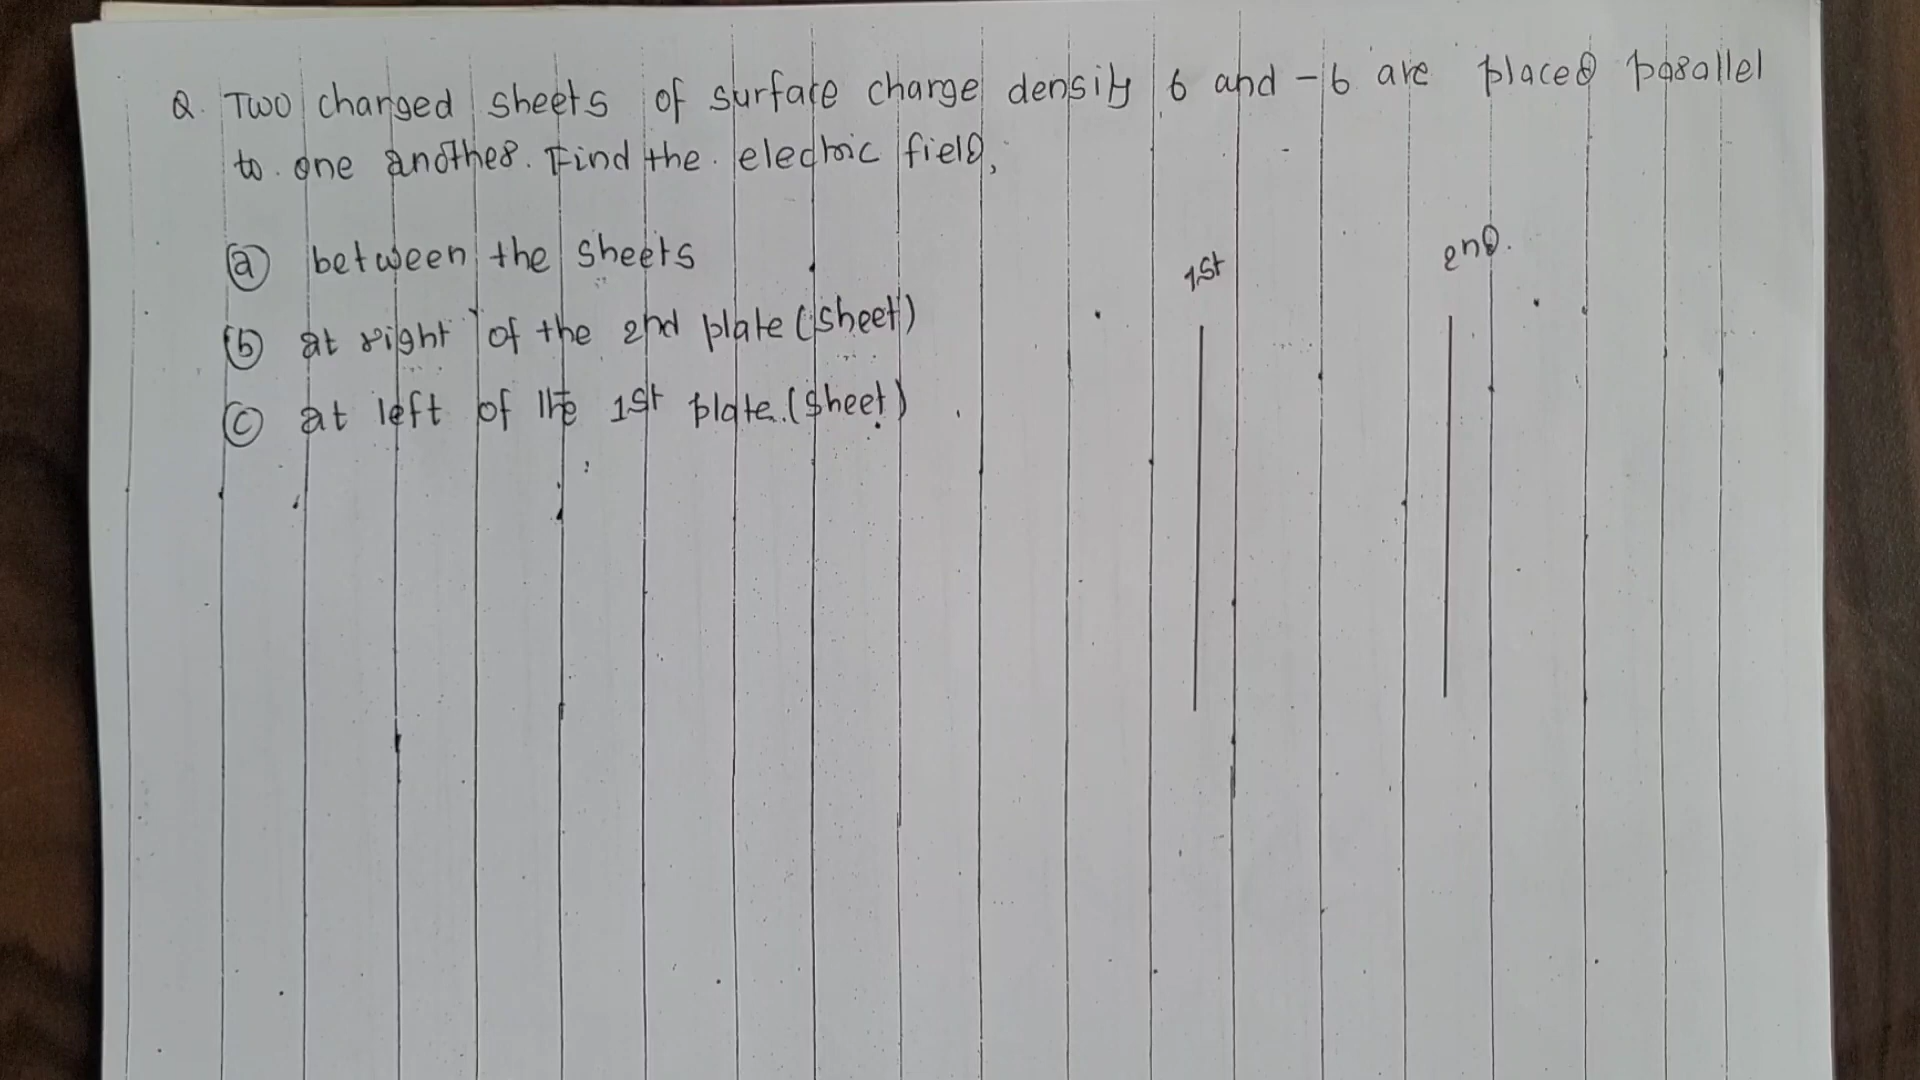 Q. Two charged sheets of surface charge density σ and -σ are placed parallel
to one another. Find the electric field,
(a) between the sheets
(b) at right of the 2nd plate (sheet)
(c) at left of the 1st plate. (sheet)
1st
2nd.